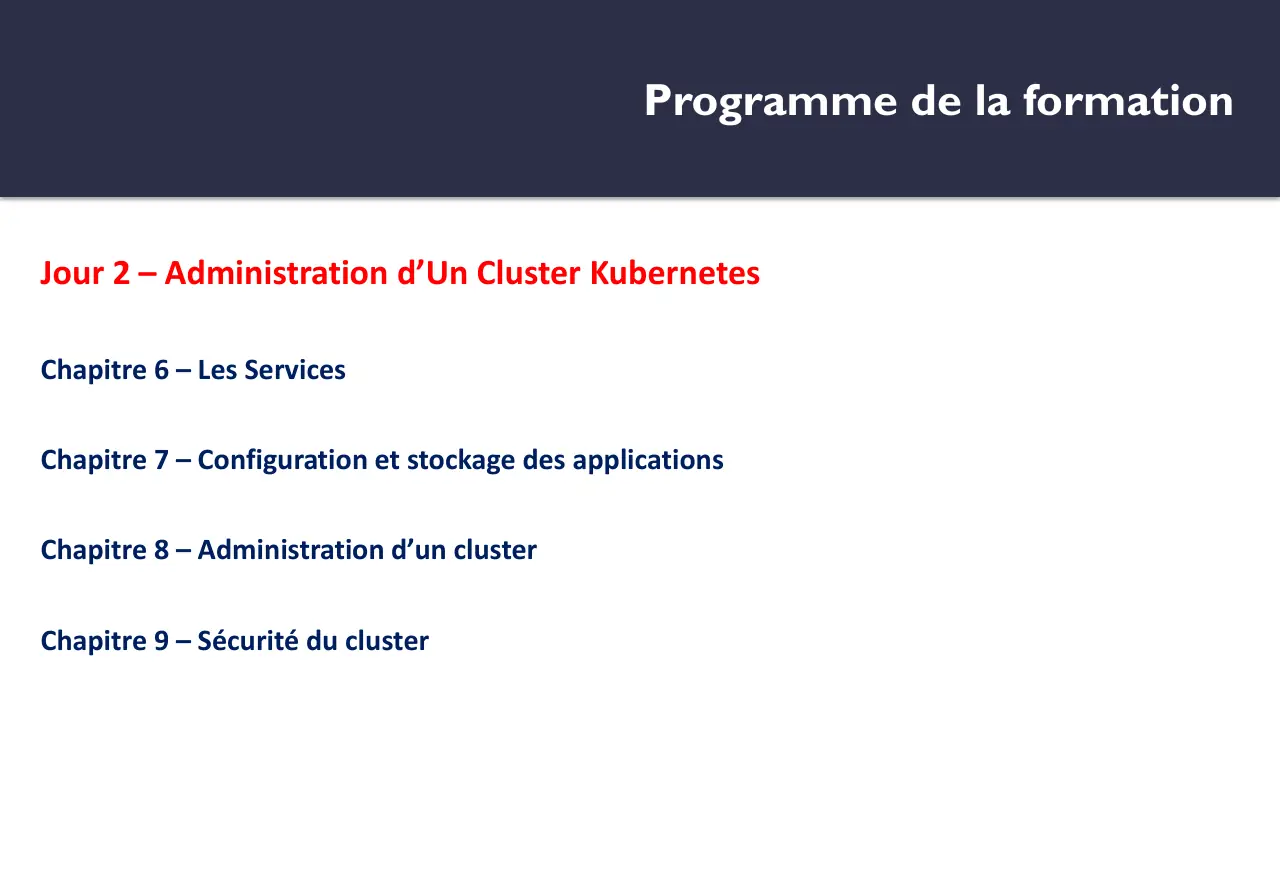 Programme de la formation
Jour 2 – Administration d’Un Cluster Kubernetes
Chapitre 6 – Les Services
Chapitre 7 – Configuration et stockage des applications
Chapitre 8 – Administration d’un cluster
Chapitre 9 – Sécurité du cluster